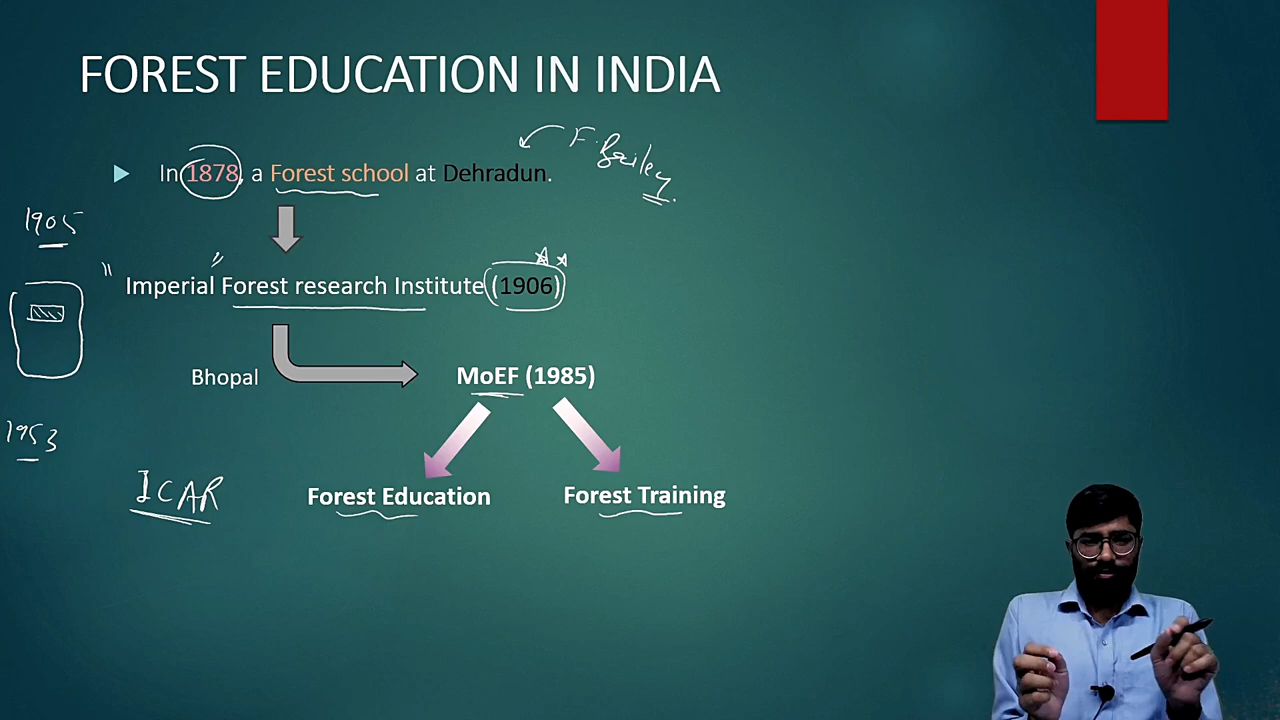 FOREST EDUCATION IN INDIA
F. Bailey.
In 1878, a Forest school at Dehradun.
1905
" Imperial " Forest research Institute (1906)
Bhopal
MoEF (1985)
1953
ICAR
Forest Education
Forest Training